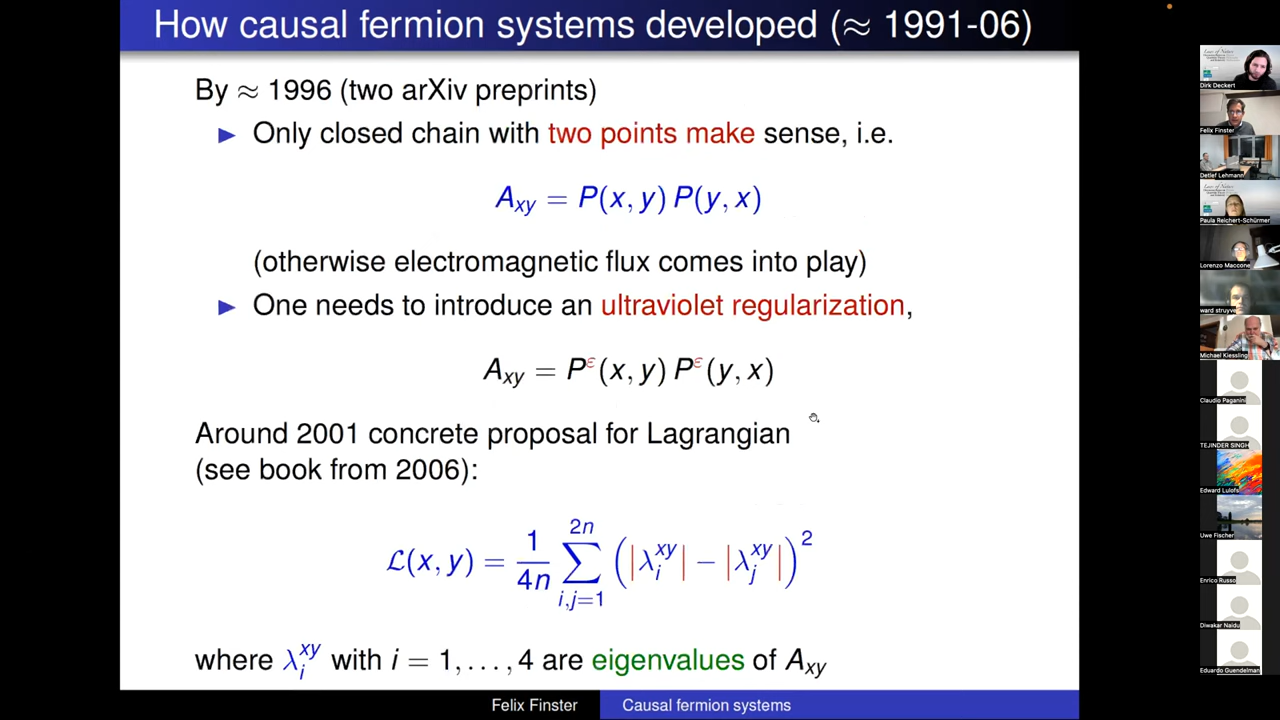 How causal fermion systems developed (≈ 1991-06)
By ≈ 1996 (two arXiv preprints)
▶ Only closed chain with two points make sense, i.e.
A_xy = P(x, y) P(y, x)
(otherwise electromagnetic flux comes into play)
▶ One needs to introduce an ultraviolet regularization,
A_xy = P^ε(x, y) P^ε(y, x)
Around 2001 concrete proposal for Lagrangian
(see book from 2006):
ℒ(x, y) = 1/4n ∑_{i,j=1}^{2n} (|λ_i^{xy}| − |λ_j^{xy}|)^2
where λ_i^{xy} with i = 1, . . . , 4 are eigenvalues of A_xy
Felix Finster
Causal fermion systems
Dirk Deckert
Felix Finster
Detlef Lehmann
Paula Reichert-Schürmer
Lorenzo Maccone
ward struyve
Michael Kiessling
Claudio Paganini
TEJINDER SINGH
Edward Lulofs
Uwe Fischer
Enrico Russo
Diwakar Naidu
Eduardo Guendelman